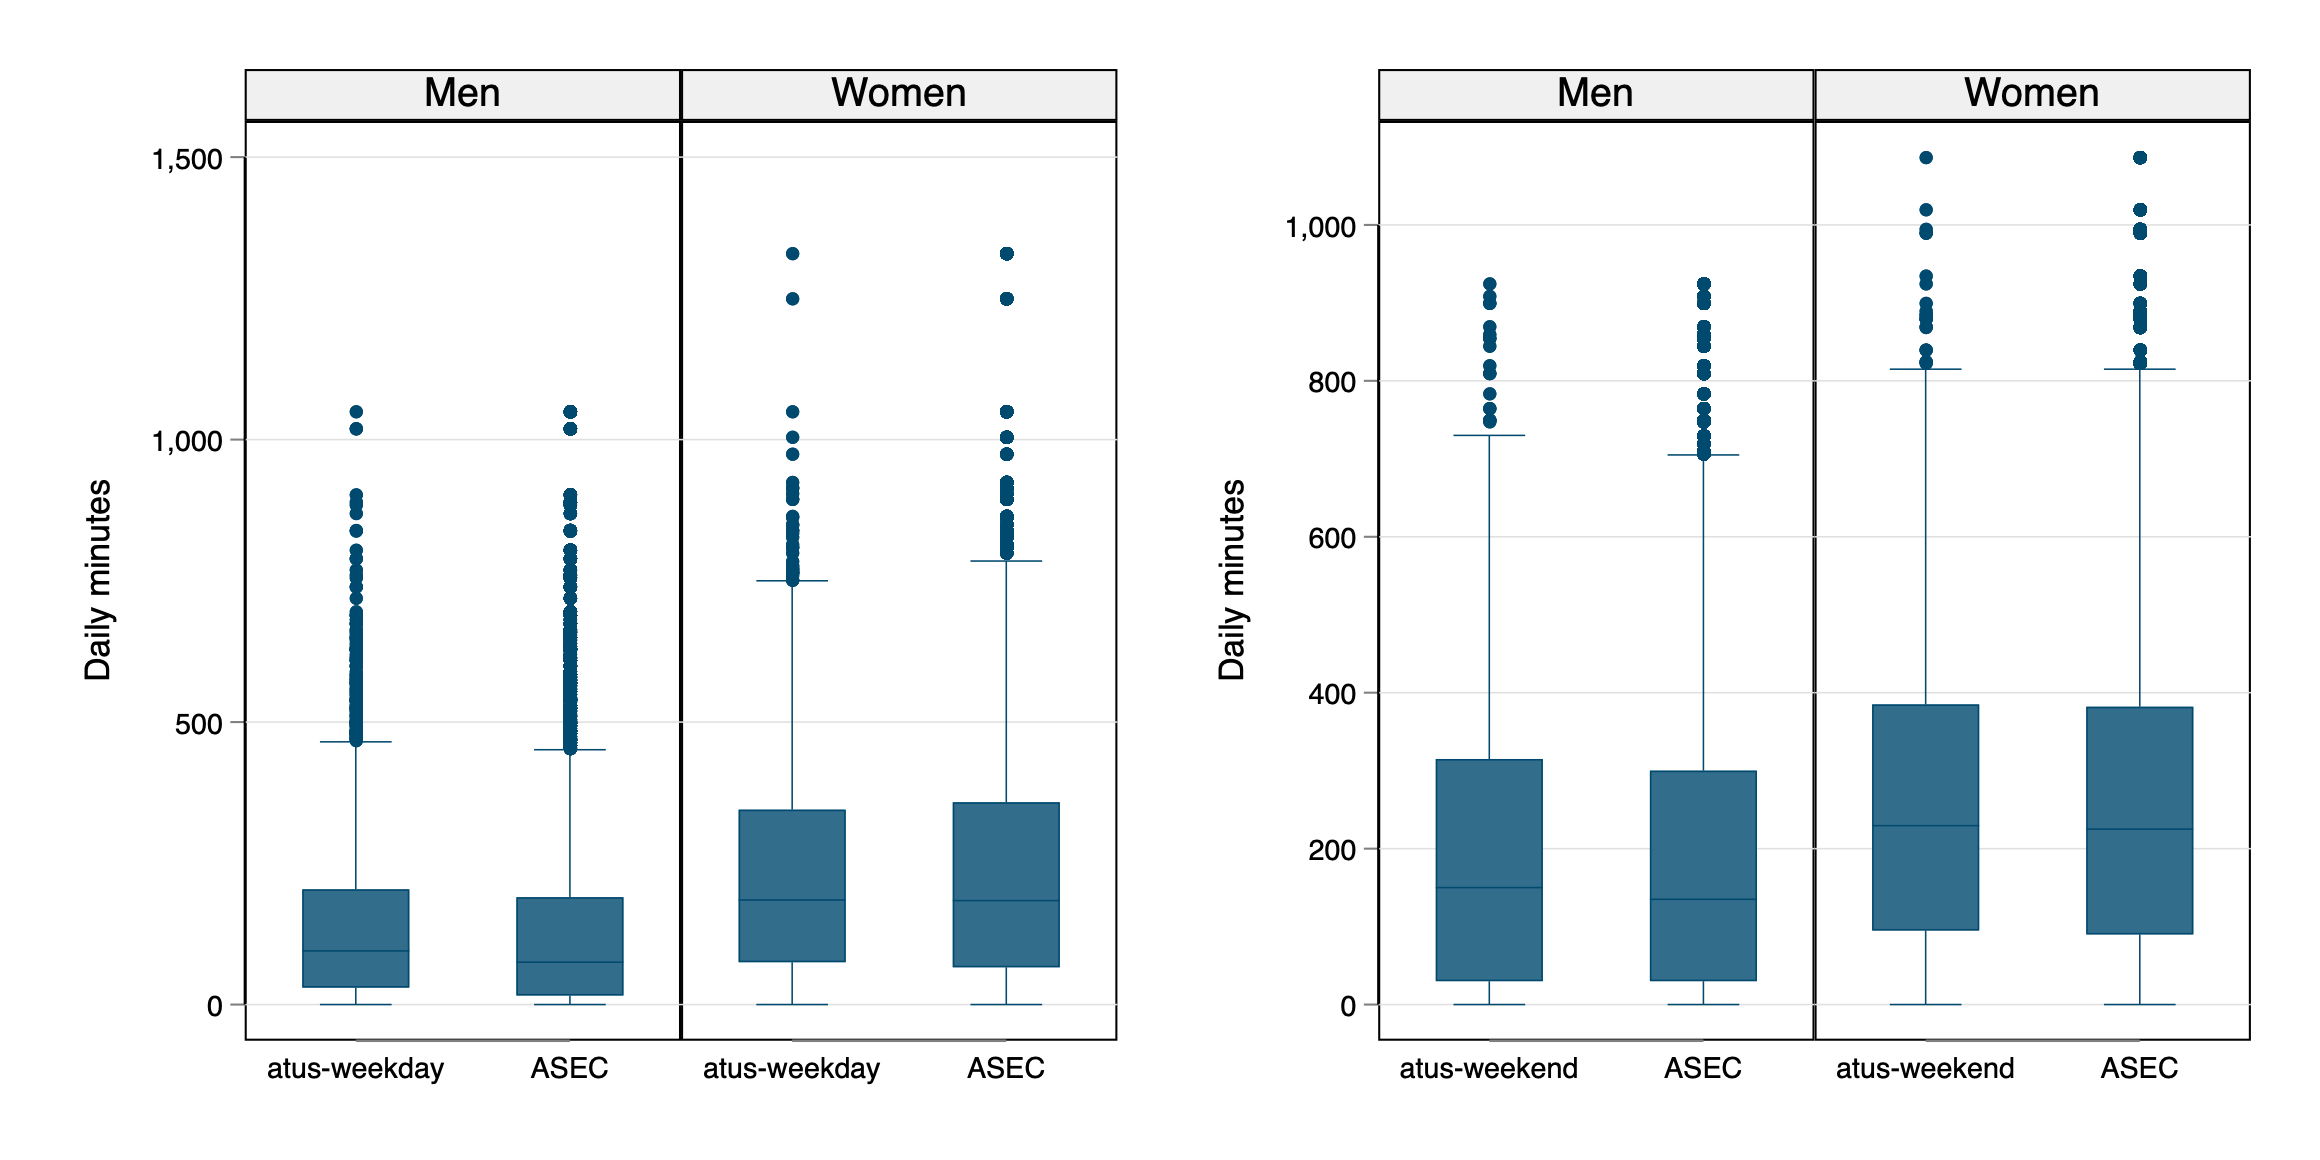 Men Women
1,500
1,000
500
0
Daily minutes
atus-weekday ASEC atus-weekday ASEC
Men Women
1,000
800
600
400
200
0
Daily minutes
atus-weekend ASEC atus-weekend ASEC